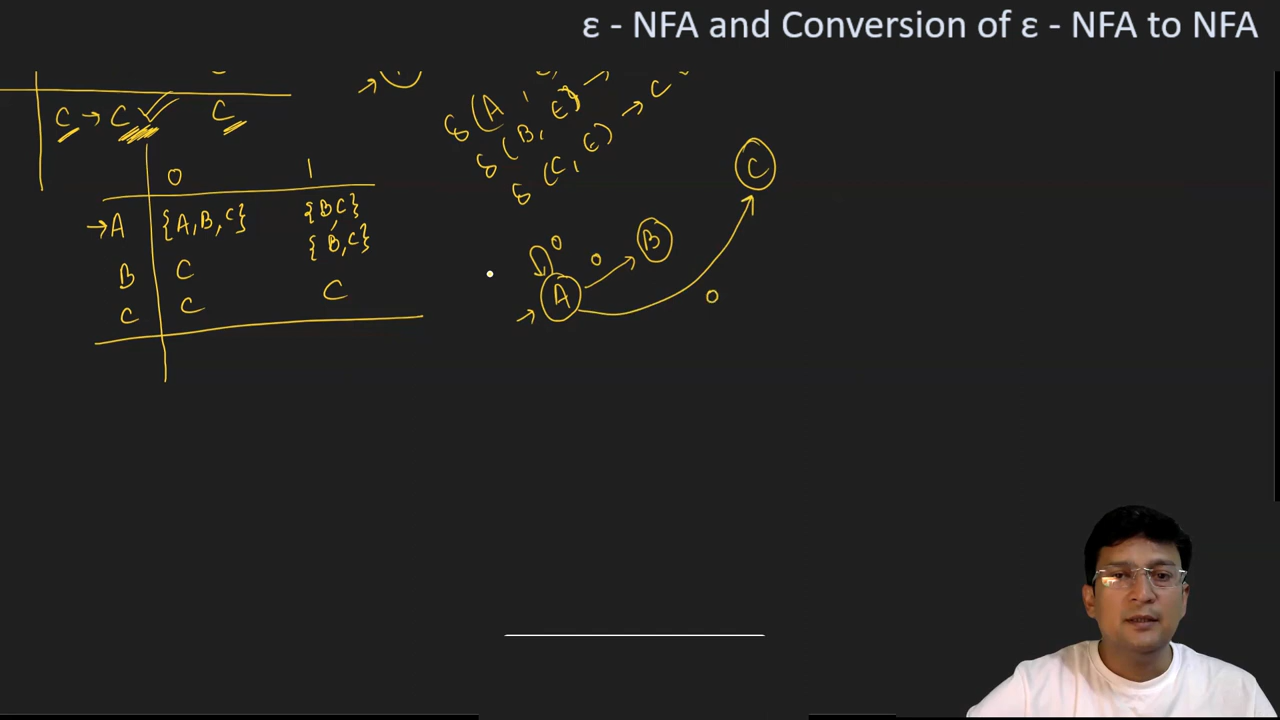 ε - NFA and Conversion of ε - NFA to NFA
C → C C
δ (A,
δ (B, ε) →
δ (C, ε) → C
0 1
→ A {A, B, C} {B, C}
B C {B, C}
C C C
C
B
0 0
→ A
0